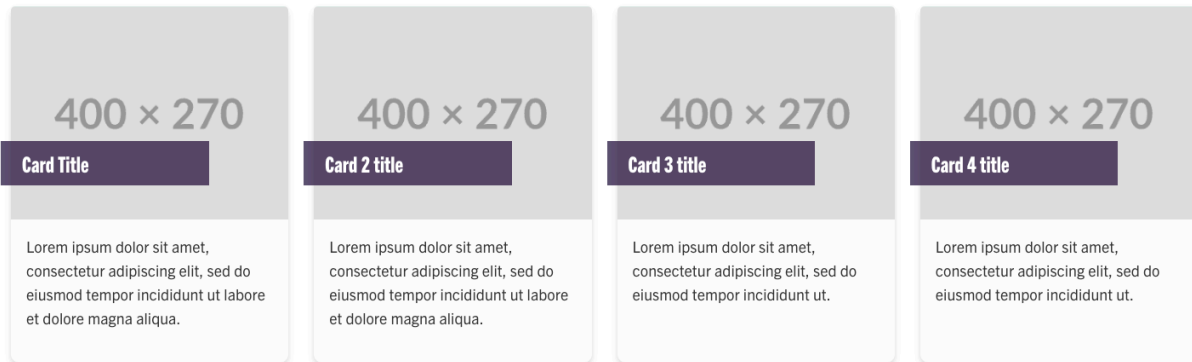 400 × 270
Card Title
Lorem ipsum dolor sit amet,
consectetur adipiscing elit, sed do
eiusmod tempor incididunt ut labore
et dolore magna aliqua.
400 × 270
Card 2 title
Lorem ipsum dolor sit amet,
consectetur adipiscing elit, sed do
eiusmod tempor incididunt ut labore
et dolore magna aliqua.
400 × 270
Card 3 title
Lorem ipsum dolor sit amet,
consectetur adipiscing elit, sed do
eiusmod tempor incididunt ut.
400 × 270
Card 4 title
Lorem ipsum dolor sit amet,
consectetur adipiscing elit, sed do
eiusmod tempor incididunt ut.